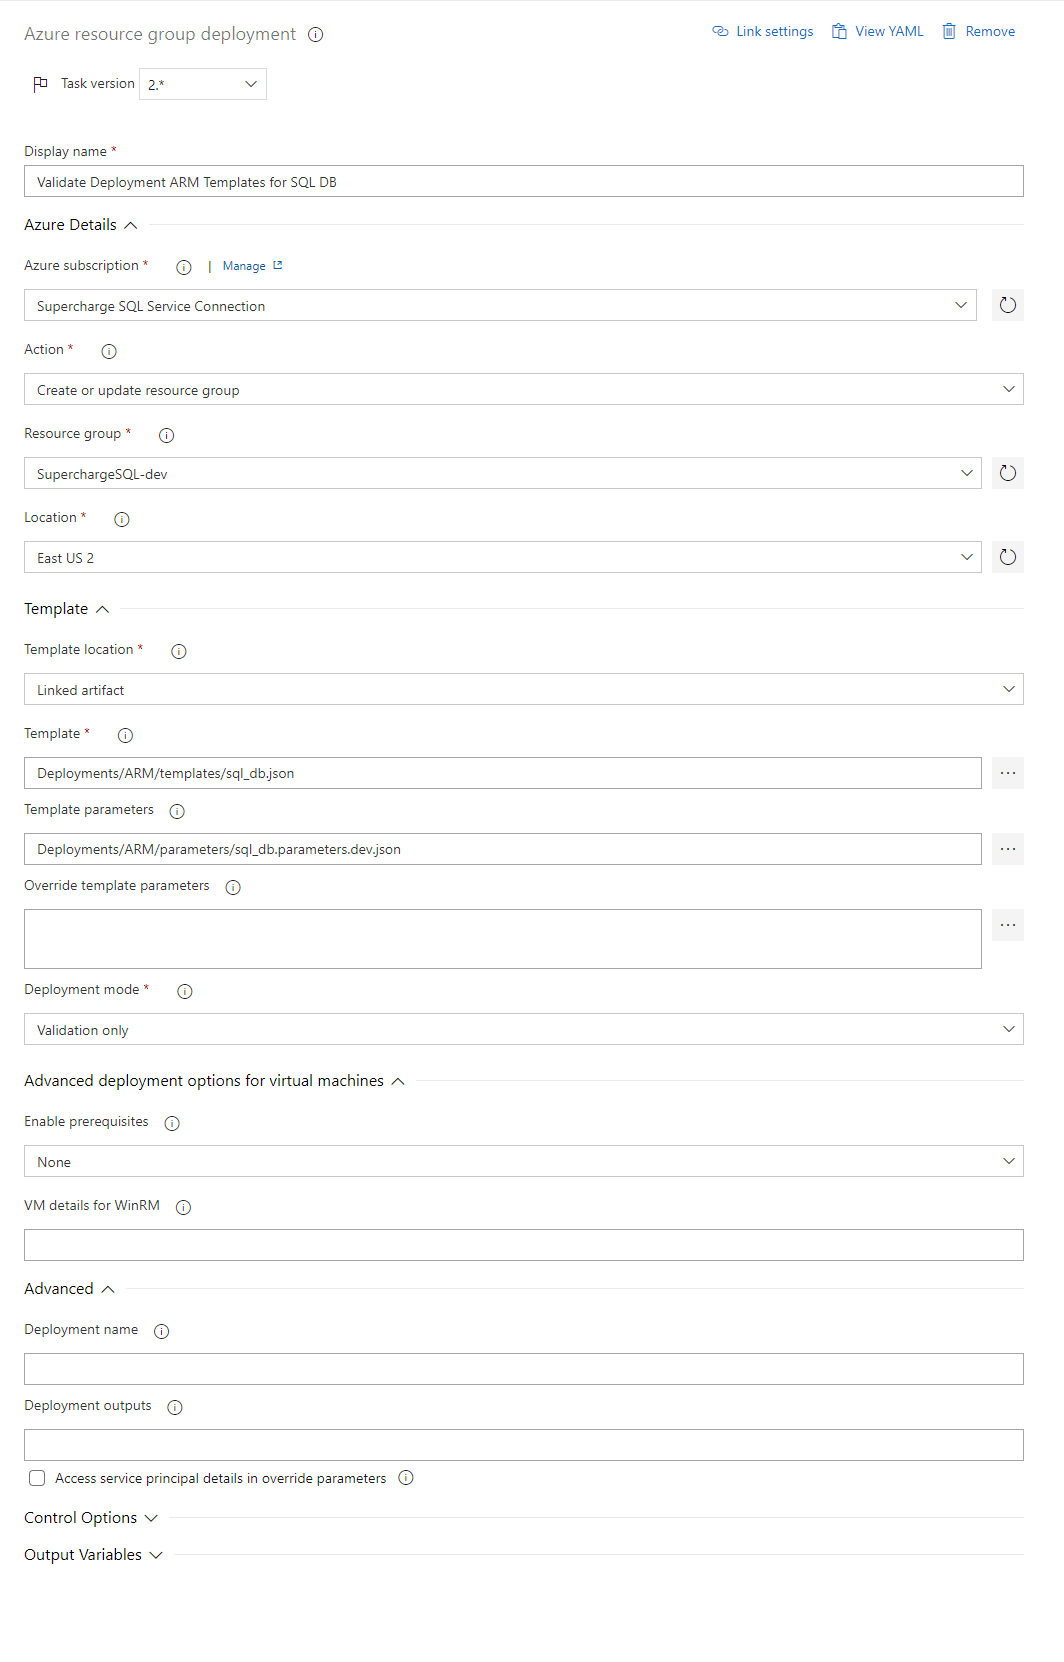 Azure resource group deployment
Link settings
View YAML
Remove
Task version
2.*
Display name *
Validate Deployment ARM Templates for SQL DB
Azure Details
Azure subscription *
| Manage
Supercharge SQL Service Connection
Action *
Create or update resource group
Resource group *
SuperchargeSQL-dev
Location *
East US 2
Template
Template location *
Linked artifact
Template *
Deployments/ARM/templates/sql_db.json
...
Template parameters
Deployments/ARM/parameters/sql_db.parameters.dev.json
...
Override template parameters
...
Deployment mode *
Validation only
Advanced deployment options for virtual machines
Enable prerequisites
None
VM details for WinRM
Advanced
Deployment name
Deployment outputs
Access service principal details in override parameters
Control Options
Output Variables